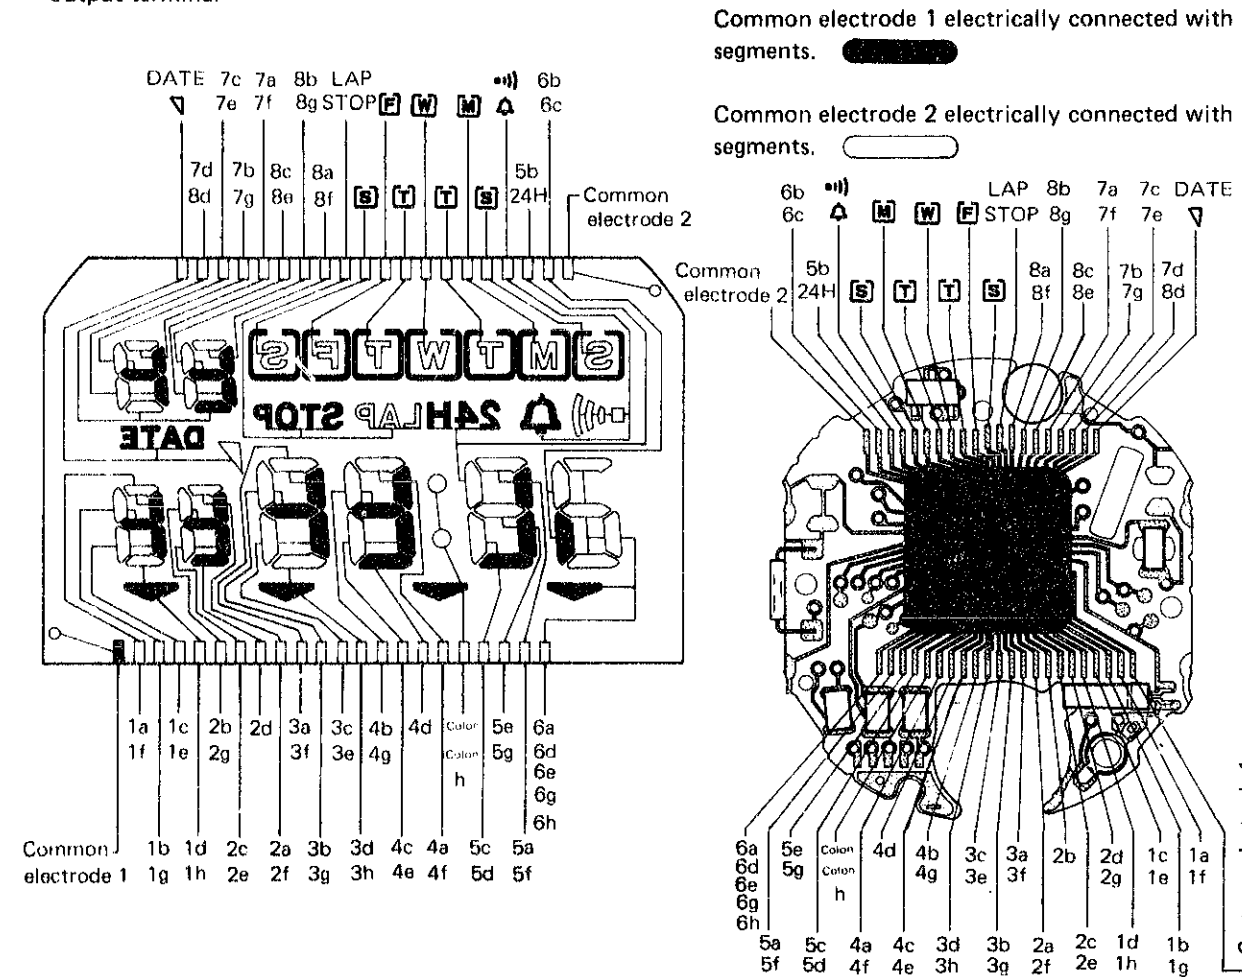 Common electrode 1 electrically connected with
segments.
Common electrode 2 electrically connected with
segments.
DATE 7c 7a 8b LAP 6b
7e 7f 8g STOP [F] [W] [M] 6c
7d 7b 8c 8a 5b
8d 7g 8e 8f [S] [T] [T] [S] 24H
Common
electrode 2
S F T W T M S
STOP LAP 24H
DATE
1a 1c 2b 2d 3a 3c 4b 4d Colon 5e 6a
1f 1e 2g 3f 3e 4g Colon 5g 6d
h 6e
6g
6h
Common 1b 1d 2c 2a 3b 3d 4c 4a 5c 5a
electrode 1 1g 1h 2e 2f 3g 3h 4e 4f 5d 5f
6b LAP 8b 7a 7c DATE
6c [M] [W] [F] STOP 8g 7f 7e
Common 5b 8a 8c 7b 7d
electrode 2 24H [S] [T] [T] [S] 8f 8e 7g 8d
6a 5e Colon 4d 4b 3c 3a 2b 2d 1c 1a
6d 5g Colon 4g 3e 3f 2g 1e 1f
6e h
6g
6h
5a 5c 4a 4c 3d 3b 2a 2c 1d 1b
5f 5d 4f 4e 3h 3g 2f 2e 1h 1g